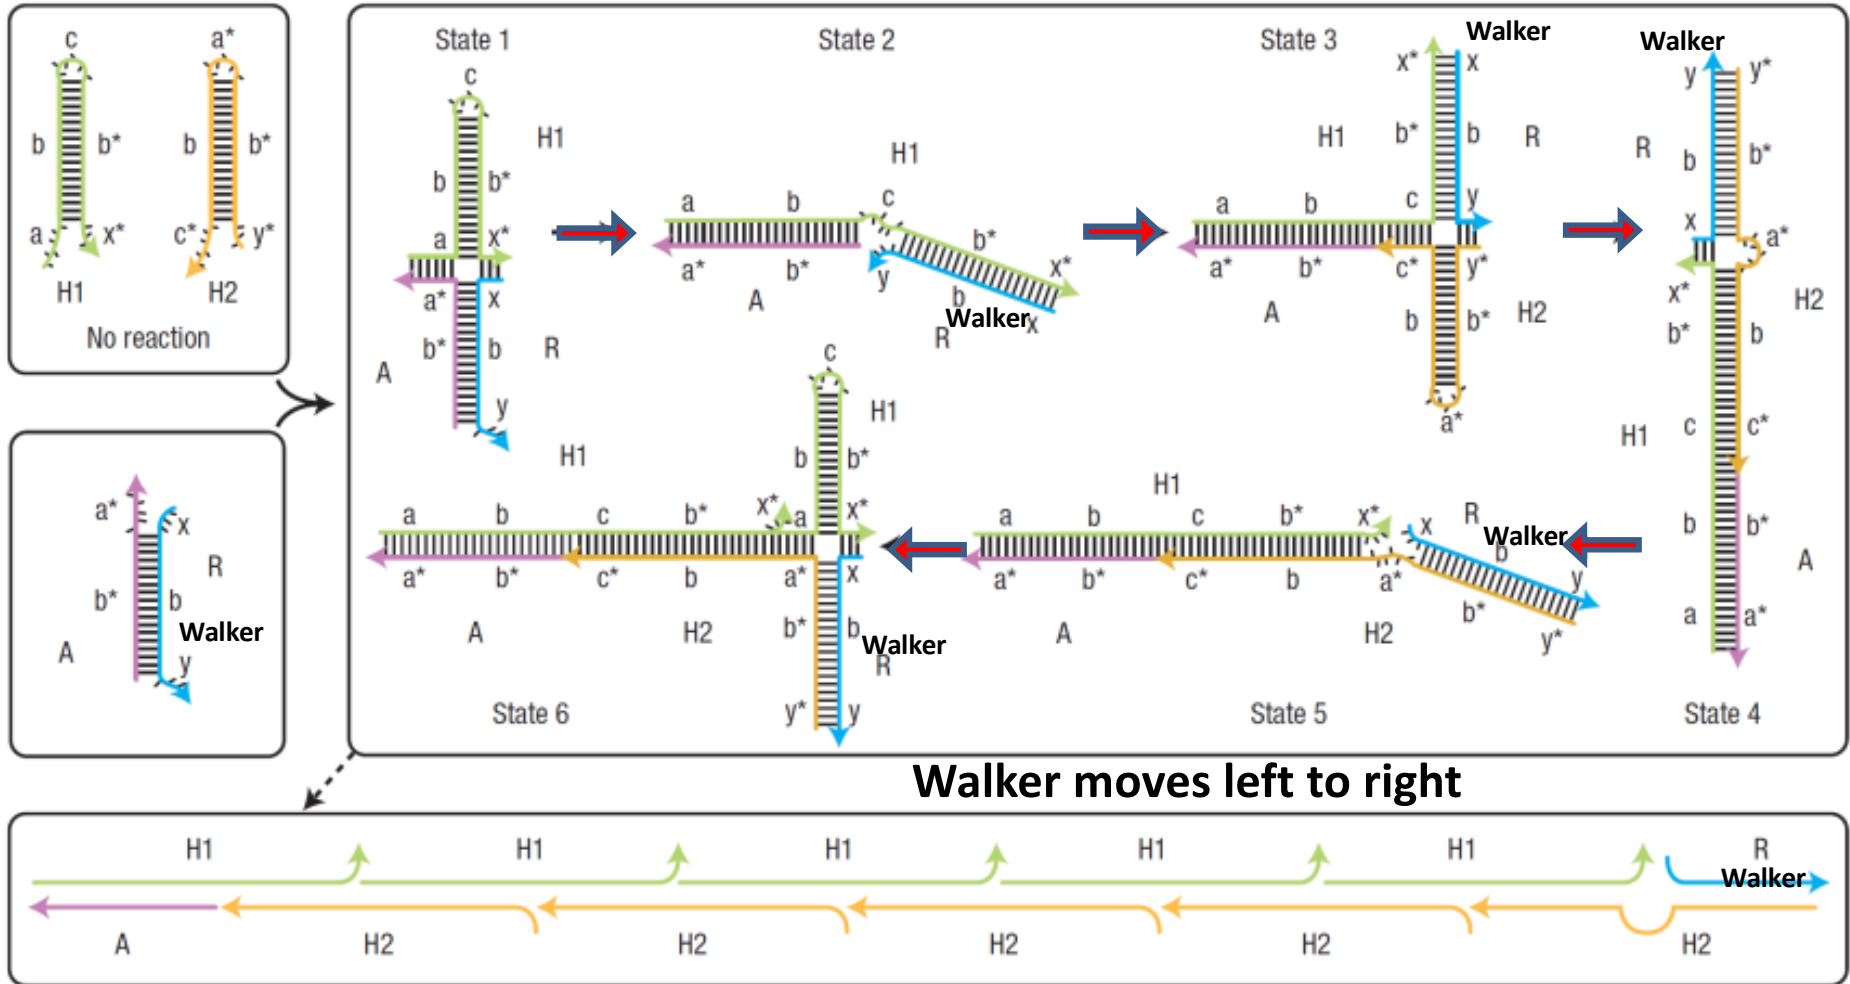 c
b
b*
a
x*
H1
a*
b
b*
c*
y*
H2
No reaction
a*
x
R
b*
b
Walker
A
y
State 1
c
H1
b
b*
a
x*
a*
x
b*
b
R
A
y
State 2
H1
a
b
c
b*
x*
a*
b*
y
b
x
A
Walker
R
State 3
Walker
x*
x
H1
b*
b
R
a
b
c
y
a*
b*
c*
y*
A
b
b*
H2
a*
Walker
y
y*
R
b
b*
x
a*
x*
H2
b*
b
H1
c
c*
b
b*
A
a
a*
State 4
H1
a
b
c
b*
x*
x
R
Walker
b
y
a*
b*
c*
b
a*
b*
y*
A
H2
State 5
c
H1
b
b*
H1
a
b
c
b*
x*
a
x*
a*
b*
c*
b
a*
x
A
H2
b*
b
Walker
R
y*
y
State 6
Walker moves left to right
H1
H1
H1
H1
H1
R
Walker
A
H2
H2
H2
H2
H2